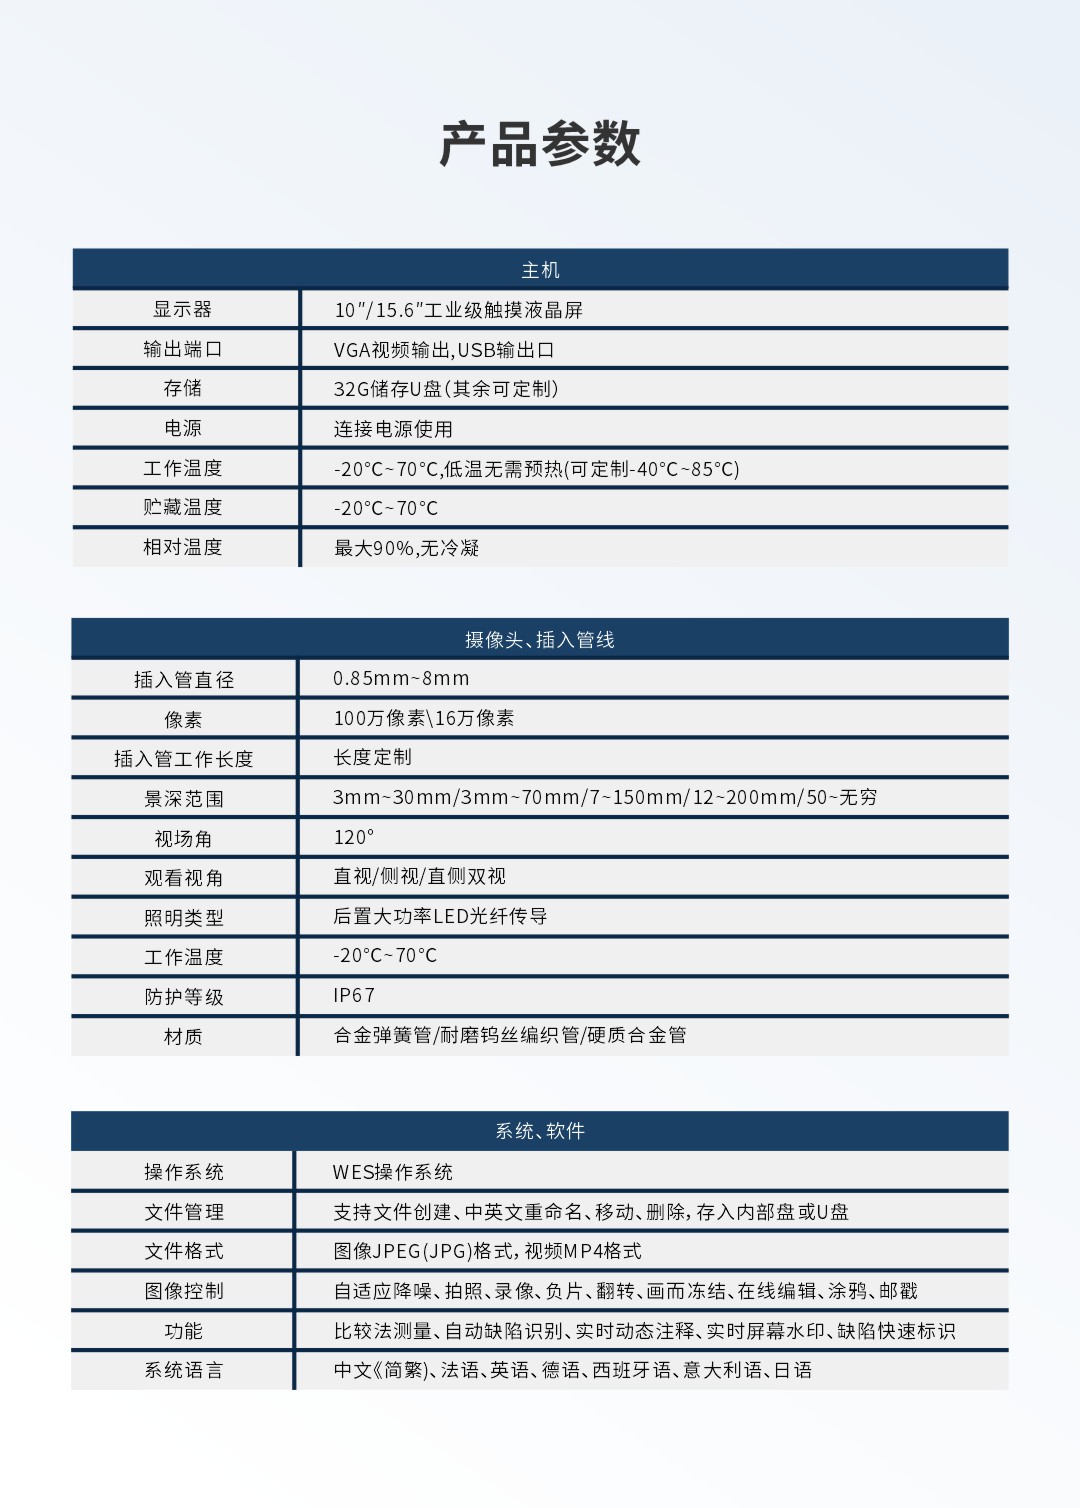 产品参数
主机
显示器 10″/15.6″工业级触摸液晶屏
输出端口 VGA视频输出,USB输出口
存储 32G储存U盘(其余可定制)
电源 连接电源使用
工作温度 -20℃~70℃,低温无需预热(可定制-40℃~85℃)
贮藏温度 -20℃~70℃
相对温度 最大90%,无冷凝
摄像头、插入管线
插入管直径 0.85mm~8mm
像素 100万像素\16万像素
插入管工作长度 长度定制
景深范围 3mm~30mm/3mm~70mm/7~150mm/12~200mm/50~无穷
视场角 120°
观看视角 直视/侧视/直侧双视
照明类型 后置大功率LED光纤传导
工作温度 -20℃~70℃
防护等级 IP67
材质 合金弹簧管/耐磨钨丝编织管/硬质合金管
系统、软件
操作系统 WES操作系统
文件管理 支持文件创建、中英文重命名、移动、删除，存入内部盘或U盘
文件格式 图像JPEG(JPG)格式，视频MP4格式
图像控制 自适应降噪、拍照、录像、负片、翻转、画而冻结、在线编辑、涂鸦、邮戳
功能 比较法测量、自动缺陷识别、实时动态注释、实时屏幕水印、缺陷快速标识
系统语言 中文《简繁)、法语、英语、德语、西班牙语、意大利语、日语